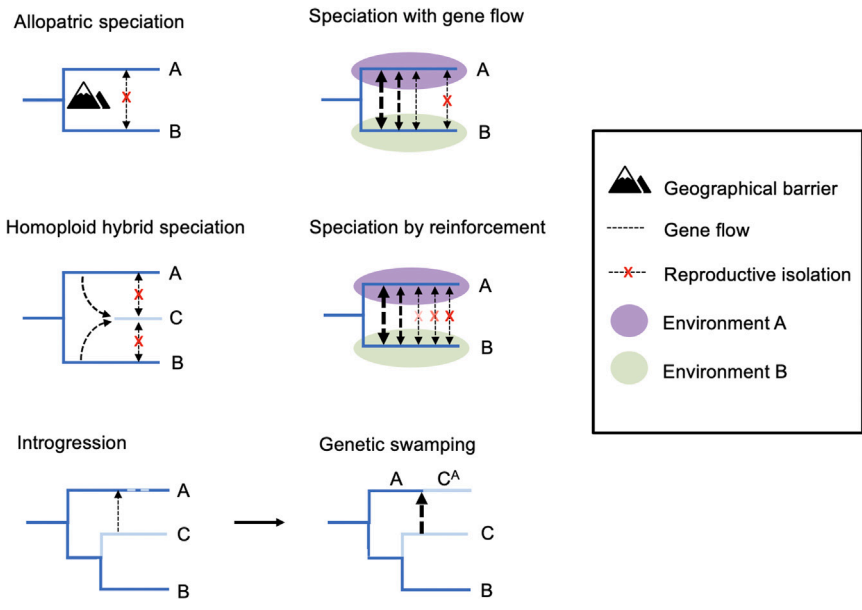 Allopatric speciation
A
X
B
Speciation with gene flow
A
X
B
Homoploid hybrid speciation
A
X
C
X
B
Speciation by reinforcement
A
X X X
B
Introgression
A
C
B
Genetic swamping
A Cᴬ
C
B
Geographical barrier
Gene flow
X Reproductive isolation
Environment A
Environment B